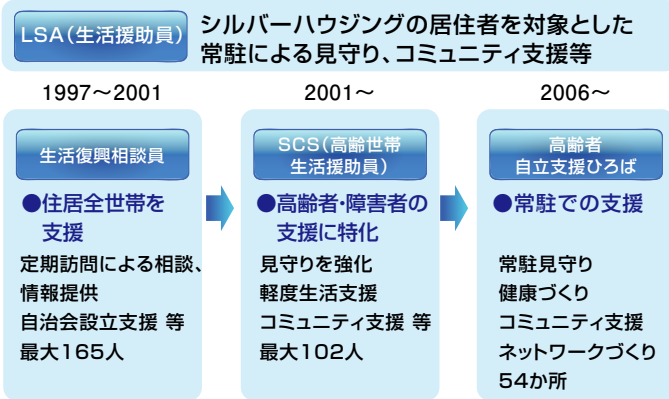 LSA（生活援助員）
シルバーハウジングの居住者を対象とした
常駐による見守り、コミュニティ支援等
1997～2001
生活復興相談員
●住居全世帯を
支援
定期訪問による相談、
情報提供
自治会設立支援 等
最大165人
2001～
SCS（高齢世帯
生活援助員）
●高齢者・障害者の
支援に特化
見守りを強化
軽度生活支援
コミュニティ支援 等
最大102人
2006～
高齢者
自立支援ひろば
●常駐での支援
常駐見守り
健康づくり
コミュニティ支援
ネットワークづくり
54か所